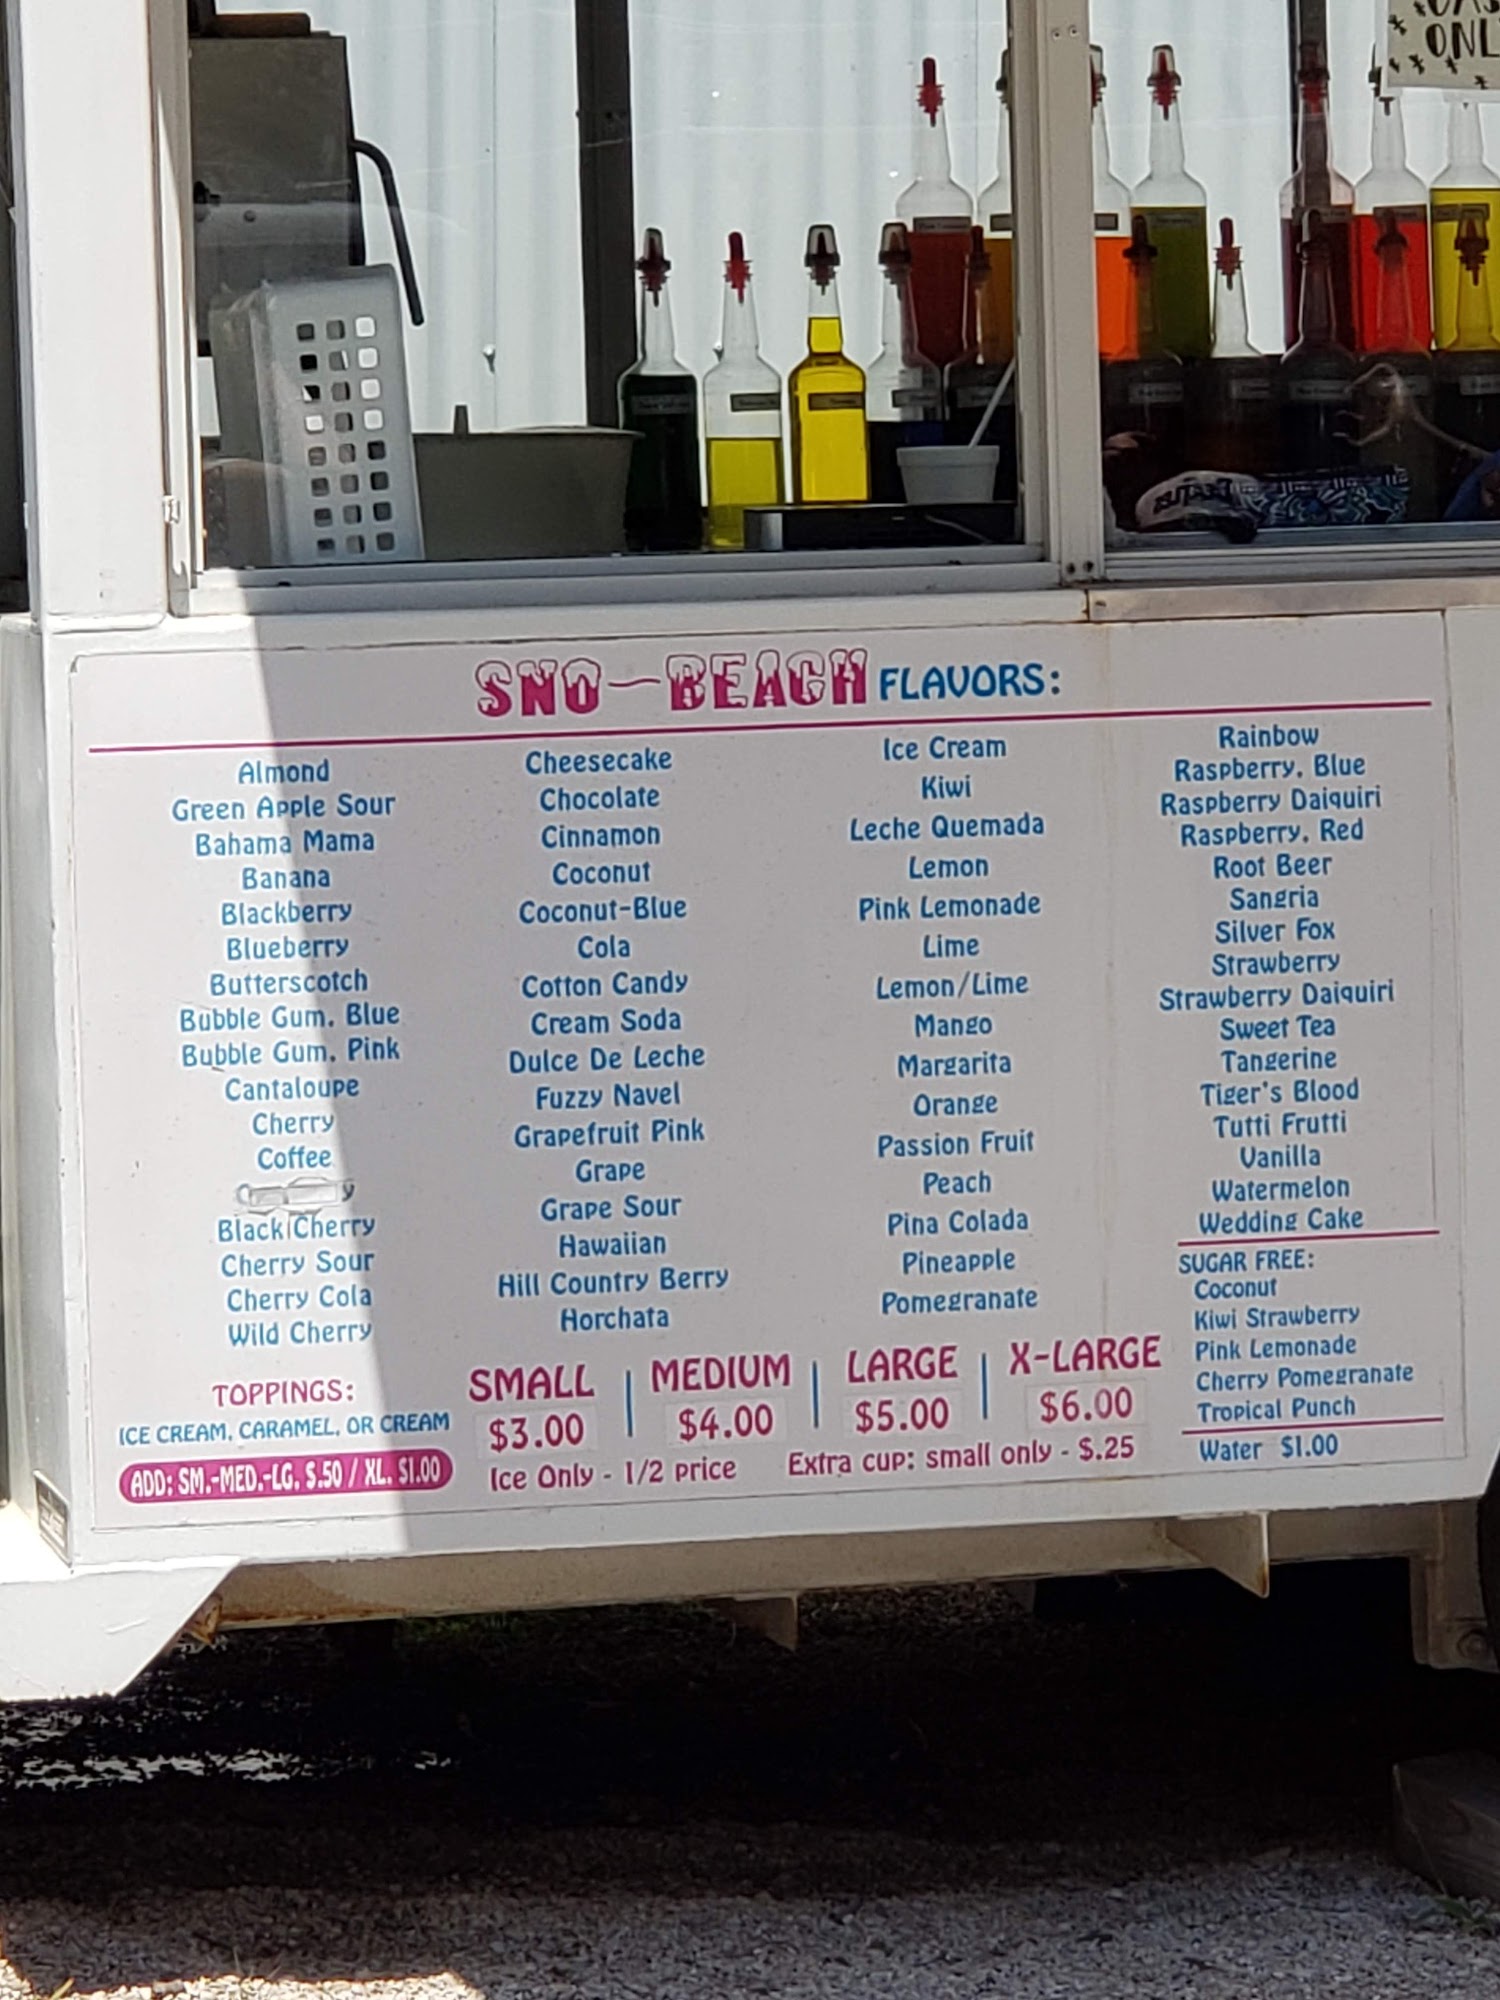 ONL
SNO-BEACH FLAVORS:
Almond
Green Apple Sour
Bahama Mama
Banana
Blackberry
Blueberry
Butterscotch
Bubble Gum, Blue
Bubble Gum, Pink
Cantaloupe
Cherry
Coffee
Black Cherry
Cherry Sour
Cherry Cola
Wild Cherry
Cheesecake
Chocolate
Cinnamon
Coconut
Coconut-Blue
Cola
Cotton Candy
Cream Soda
Dulce De Leche
Fuzzy Navel
Grapefruit Pink
Grape
Grape Sour
Hawaiian
Hill Country Berry
Horchata
Ice Cream
Kiwi
Leche Quemada
Lemon
Pink Lemonade
Lime
Lemon/Lime
Mango
Margarita
Orange
Passion Fruit
Peach
Pina Colada
Pineapple
Pomegranate
Rainbow
Raspberry, Blue
Raspberry Daiquiri
Raspberry, Red
Root Beer
Sangria
Silver Fox
Strawberry
Strawberry Daiquiri
Sweet Tea
Tangerine
Tiger's Blood
Tutti Frutti
Vanilla
Watermelon
Wedding Cake
SUGAR FREE:
Coconut
Kiwi Strawberry
Pink Lemonade
Cherry Pomegranate
Tropical Punch
Water $1.00
TOPPINGS:
ICE CREAM, CARAMEL, OR CREAM
ADD: SM.-MED.-LG. $.50 / XL. $1.00
SMALL | MEDIUM | LARGE | X-LARGE
$3.00 $4.00 $5.00 $6.00
Ice Only - 1/2 price Extra cup: small only - $.25